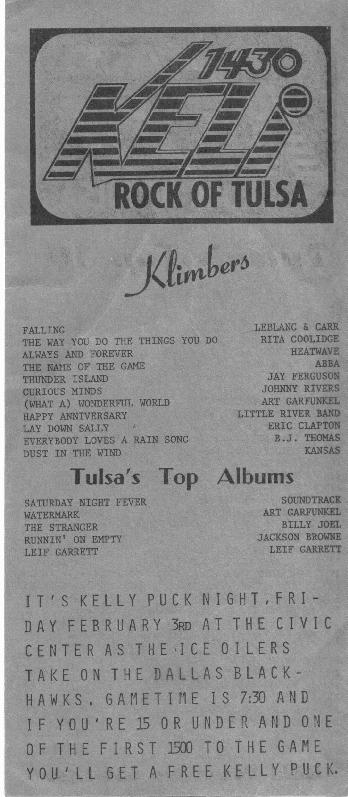 1430
KELi
ROCK OF TULSA
Klimbers
FALLING LEBLANC & CARR
THE WAY YOU DO THE THINGS YOU DO RITA COOLIDGE
ALWAYS AND FOREVER HEATWAVE
THE NAME OF THE GAME ABBA
THUNDER ISLAND JAY FERGUSON
CURIOUS MINDS JOHNNY RIVERS
(WHAT A) WONDERFUL WORLD ART GARFUNKEL
HAPPY ANNIVERSARY LITTLE RIVER BAND
LAY DOWN SALLY ERIC CLAPTON
EVERYBODY LOVES A RAIN SONG B.J. THOMAS
DUST IN THE WIND KANSAS
Tulsa's Top Albums
SATURDAY NIGHT FEVER SOUNDTRACK
WATERMARK ART GARFUNKEL
THE STRANGER BILLY JOEL
RUNNIN' ON EMPTY JACKSON BROWNE
LEIF GARRETT LEIF GARRETT
IT'S KELLY PUCK NIGHT, FRI-
DAY FEBRUARY 3RD AT THE CIVIC
CENTER AS THE ICE OILERS
TAKE ON THE DALLAS BLACK-
HAWKS. GAMETIME IS 7:30 AND
IF YOU'RE 15 OR UNDER AND ONE
OF THE FIRST 1500 TO THE GAME
YOU'LL GET A FREE KELLY PUCK.